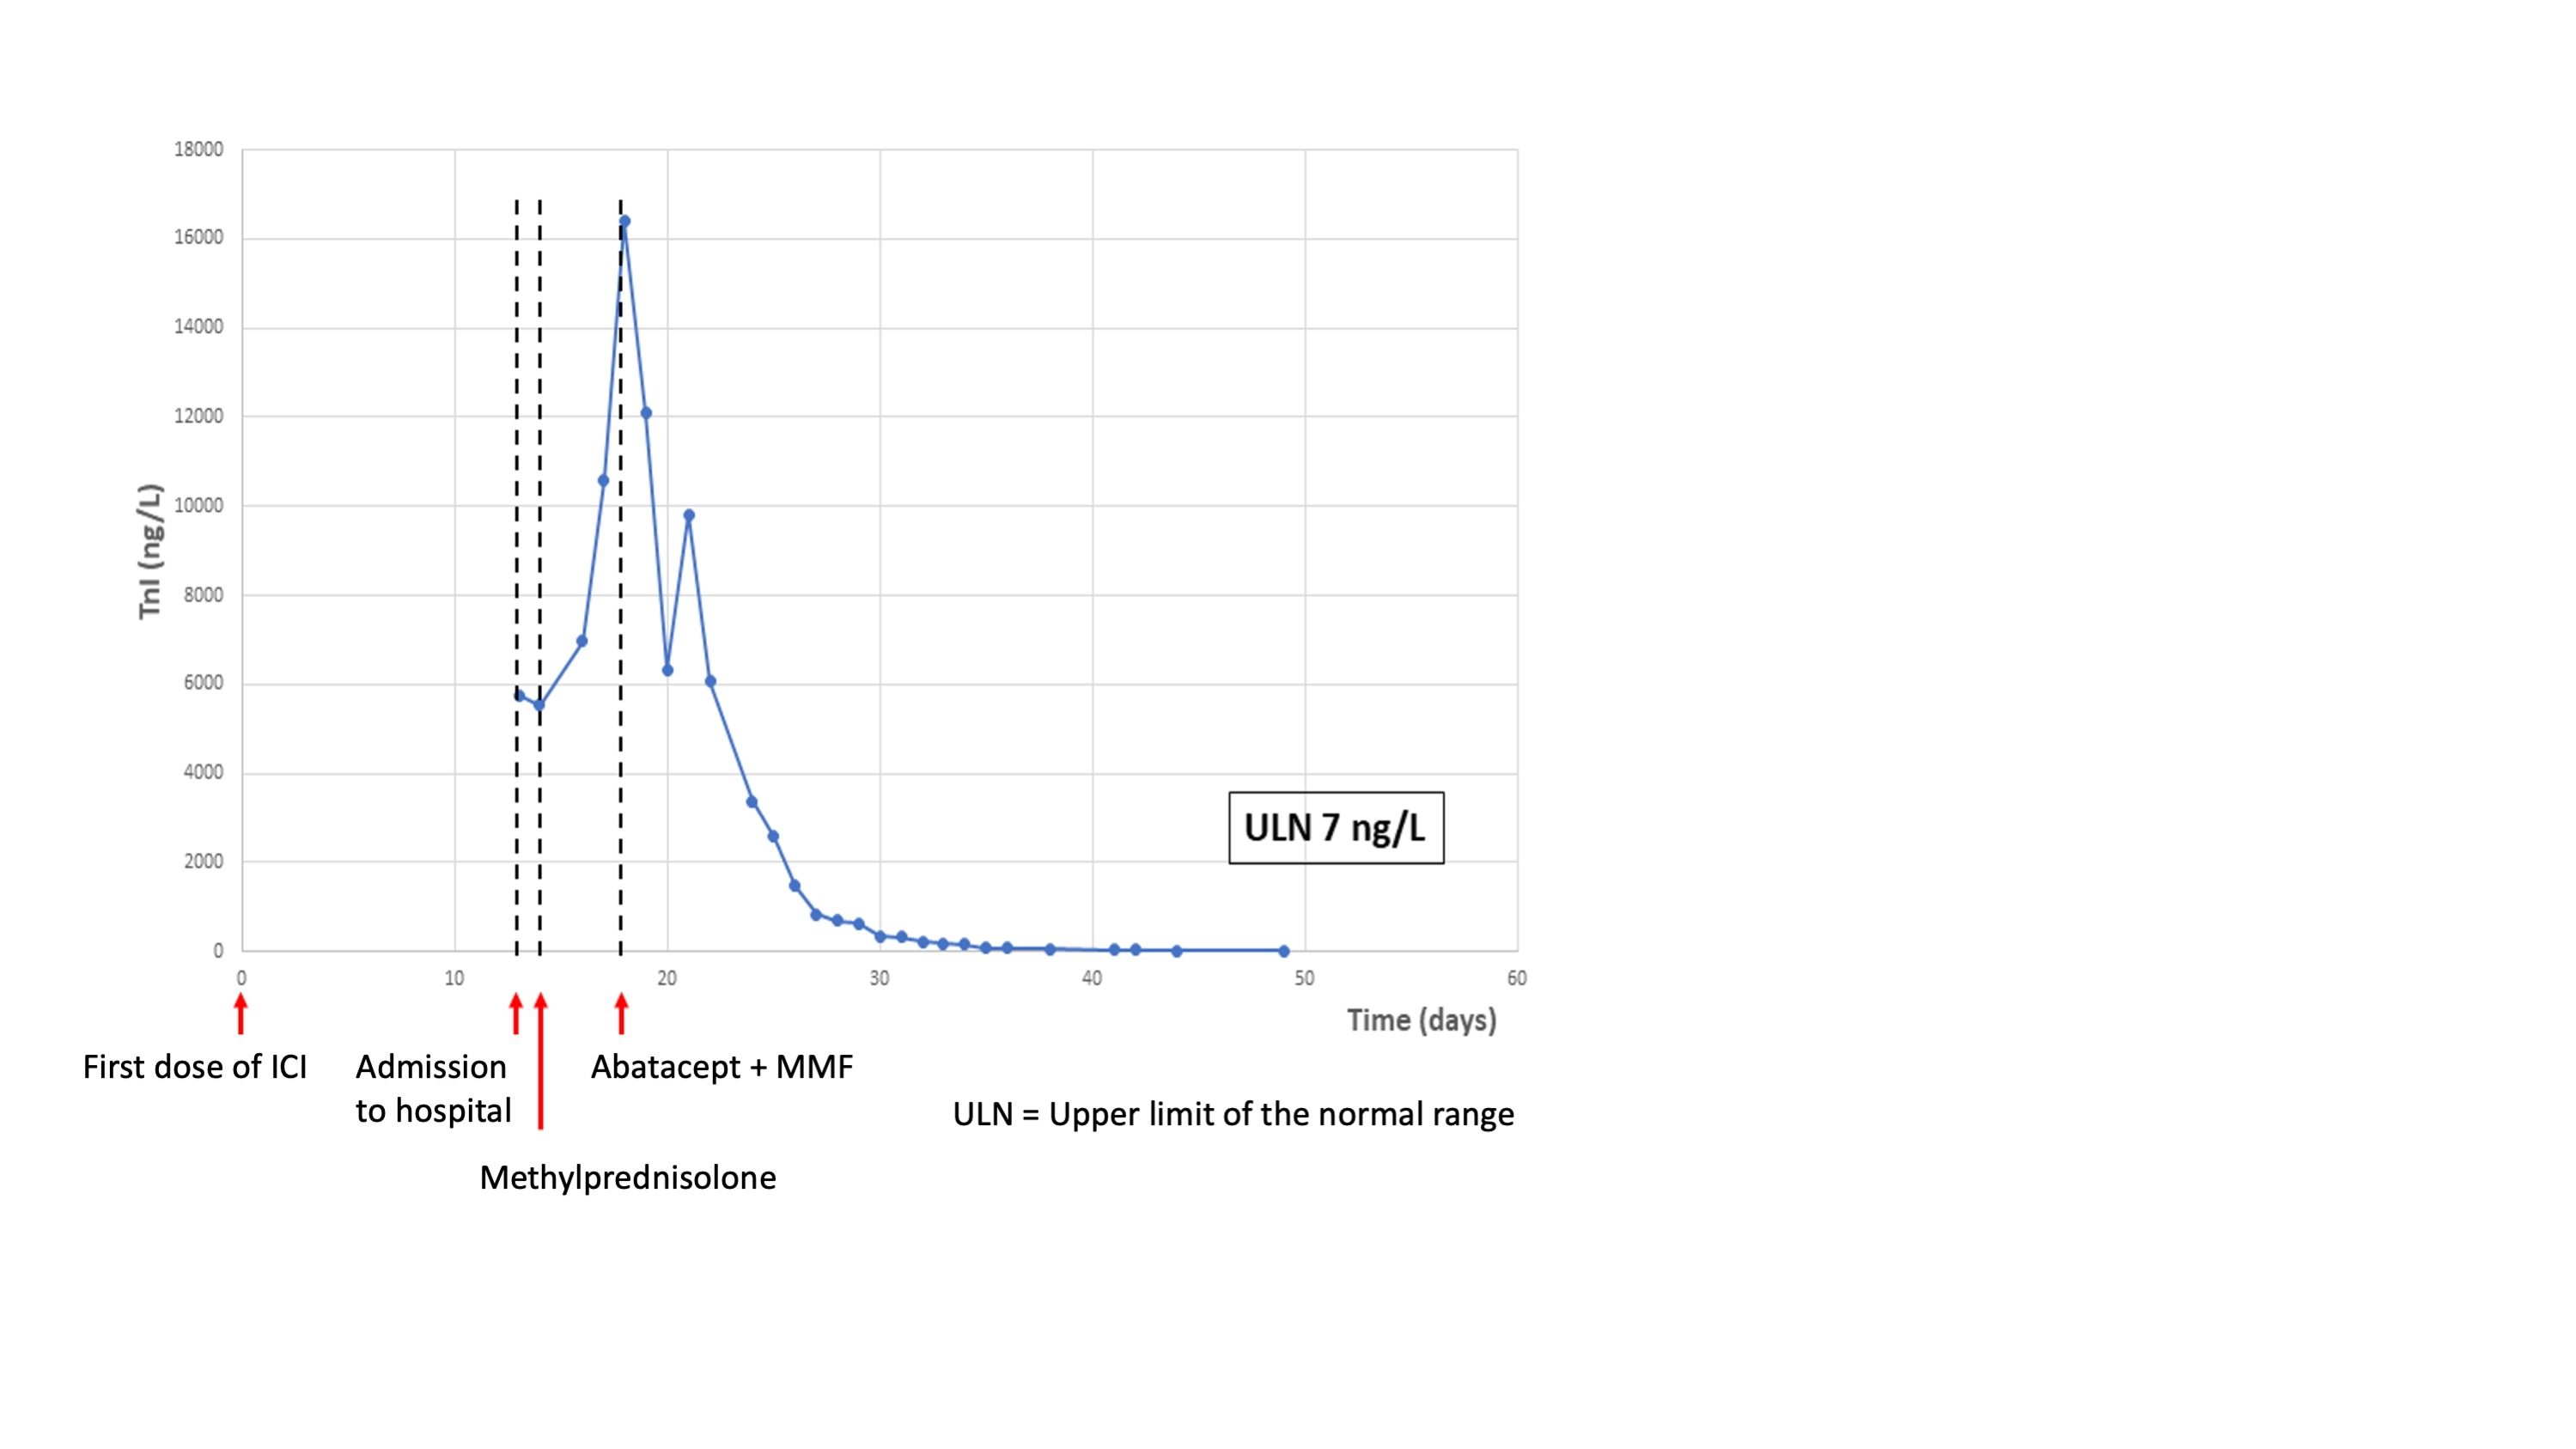 18000
16000
14000
12000
10000
8000
6000
4000
2000
0
TnI (ng/L)
ULN 7 ng/L
0 10 20 30 40 50 60
Time (days)
First dose of ICI
Admission
to hospital
Abatacept + MMF
ULN = Upper limit of the normal range
Methylprednisolone